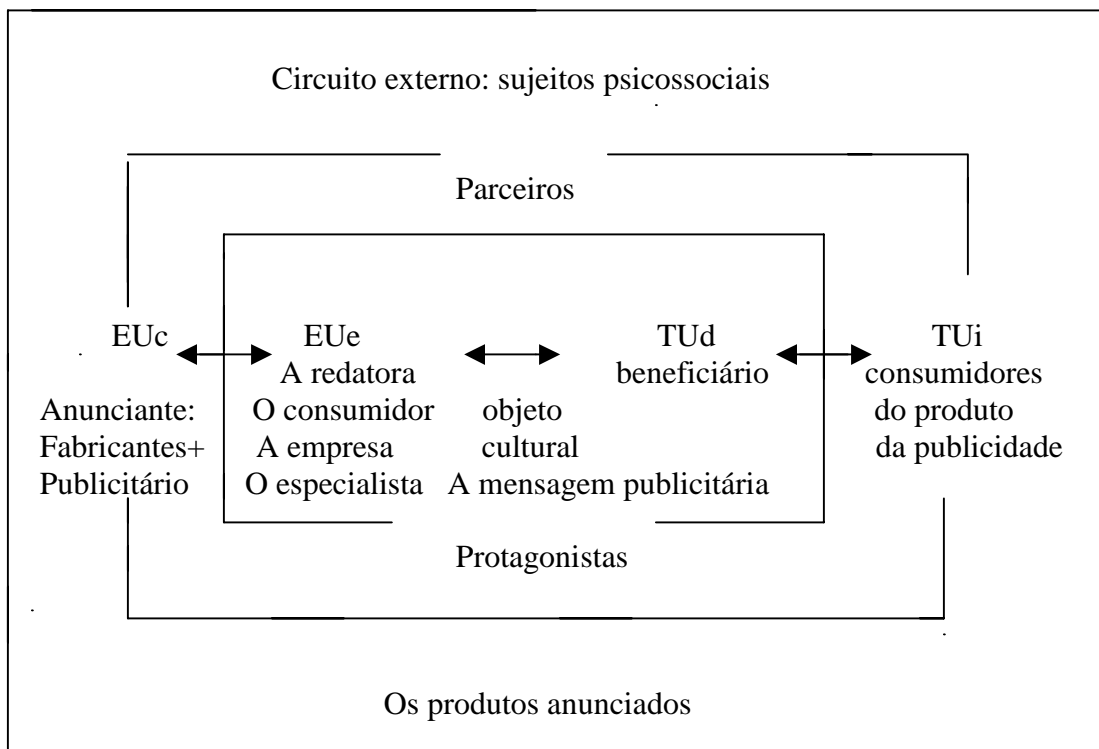 Circuito externo: sujeitos psicossociais
Parceiros
EUc EUe TUd TUi
A redatora beneficiário consumidores
Anunciante: O consumidor objeto do produto
Fabricantes+ A empresa cultural da publicidade
Publicitário O especialista A mensagem publicitária
Protagonistas
Os produtos anunciados